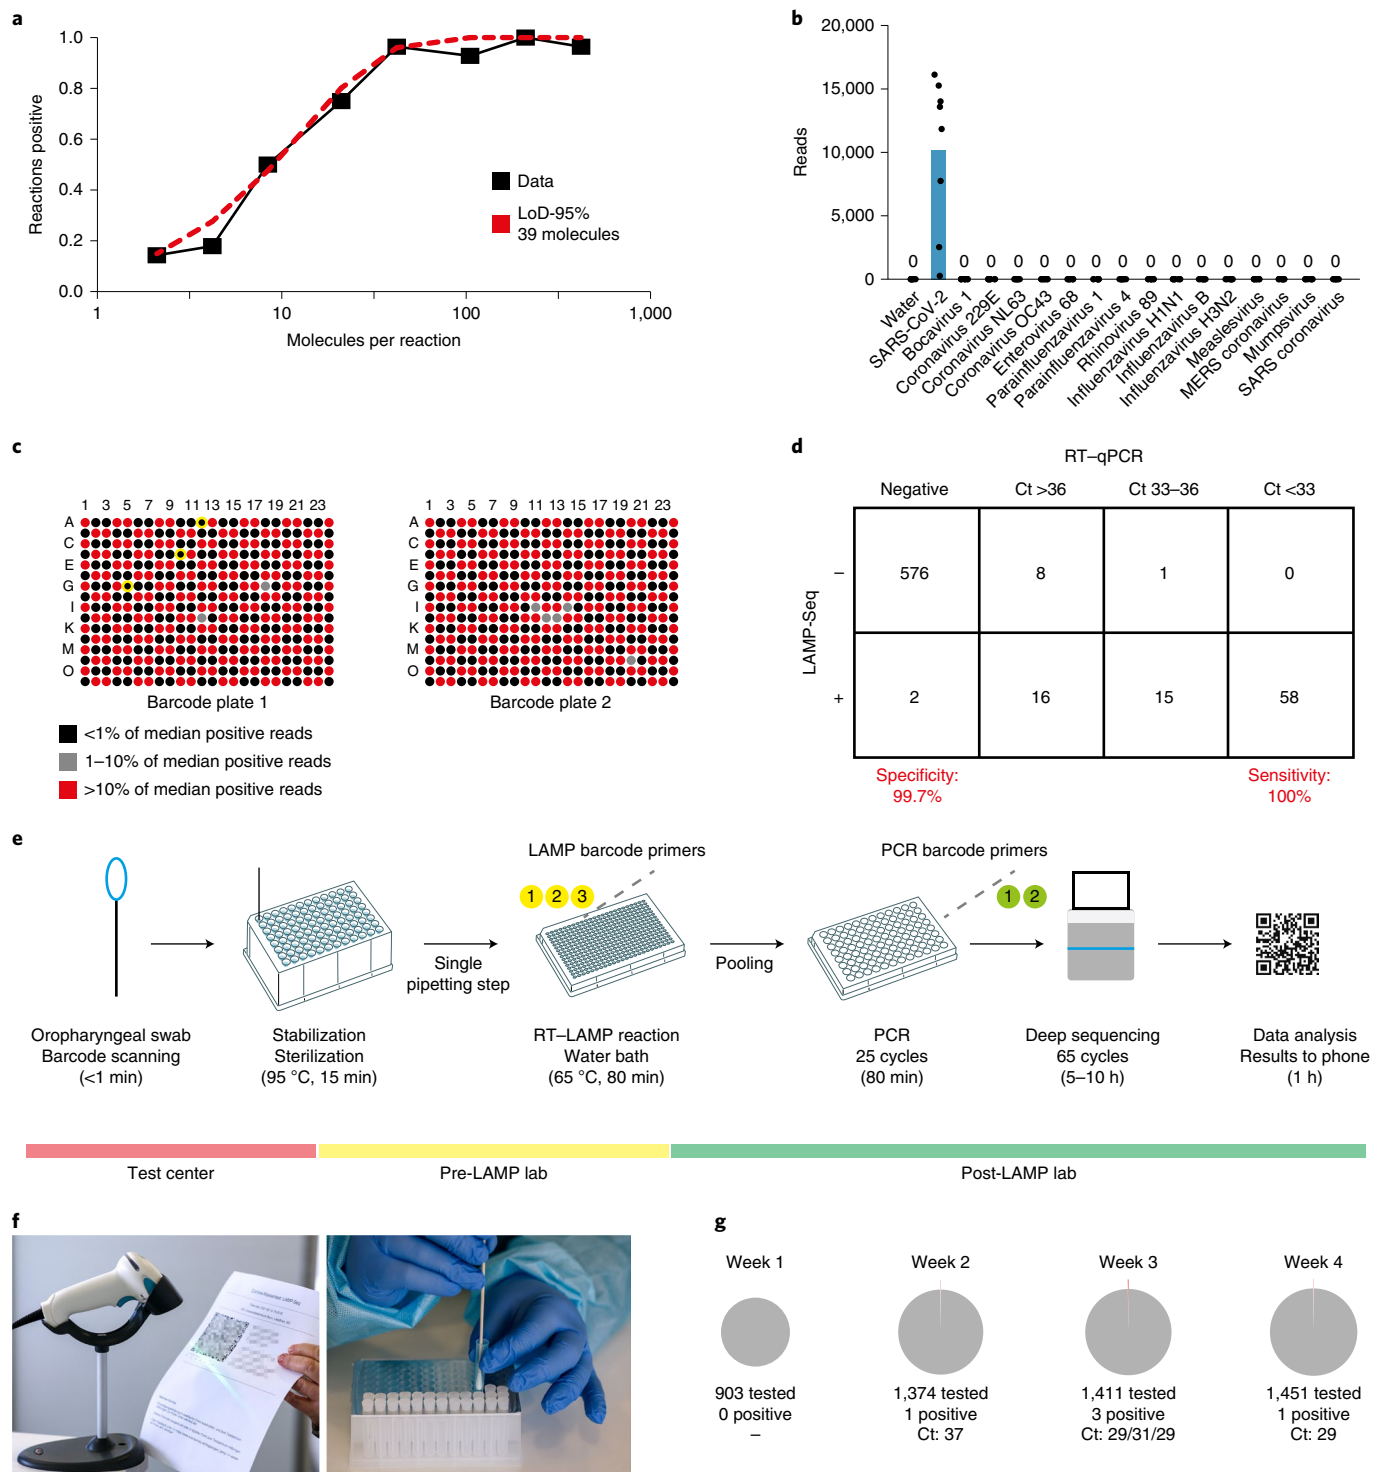 a
1.0
0.8
0.6
0.4
0.2
0.0
Reactions positive
1
10
100
1,000
Molecules per reaction
Data
LoD-95%
39 molecules
b
20,000
15,000
10,000
5,000
0
Reads
0 0 0 0 0 0 0 0 0 0 0 0 0 0 0 0
Water
SARS-CoV-2
Bocavirus 1
Coronavirus 229E
Coronavirus NL63
Coronavirus OC43
Enterovirus 68
Parainfluenzavirus 1
Parainfluenzavirus 4
Rhinovirus 89
Influenzavirus H1N1
Influenzavirus B
Influenzavirus H3N2
Measlesvirus
MERS coronavirus
Mumpsvirus
SARS coronavirus
c
1 3 5 7 9 11 13 15 17 19 21 23
A
C
E
G
I
K
M
O
Barcode plate 1
1 3 5 7 9 11 13 15 17 19 21 23
A
C
E
G
I
K
M
O
Barcode plate 2
<1% of median positive reads
1–10% of median positive reads
>10% of median positive reads
d
RT–qPCR
Negative Ct >36 Ct 33–36 Ct <33
LAMP-Seq
– 576 8 1 0
+ 2 16 15 58
Specificity:
99.7%
Sensitivity:
100%
e
LAMP barcode primers
1 2 3
PCR barcode primers
1 2
Single
pipetting step
Pooling
Oropharyngeal swab
Barcode scanning
(<1 min)
Stabilization
Sterilization
(95 °C, 15 min)
RT–LAMP reaction
Water bath
(65 °C, 80 min)
PCR
25 cycles
(80 min)
Deep sequencing
65 cycles
(5–10 h)
Data analysis
Results to phone
(1 h)
Test center
Pre-LAMP lab
Post-LAMP lab
f
g
Week 1
903 tested
0 positive
–
Week 2
1,374 tested
1 positive
Ct: 37
Week 3
1,411 tested
3 positive
Ct: 29/31/29
Week 4
1,451 tested
1 positive
Ct: 29